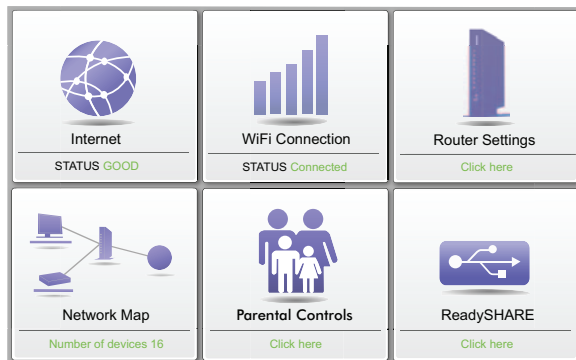 Internet
STATUS GOOD
WiFi Connection
STATUS Connected
Router Settings
Click here
Network Map
Number of devices 16
Parental Controls
Click here
ReadySHARE
Click here